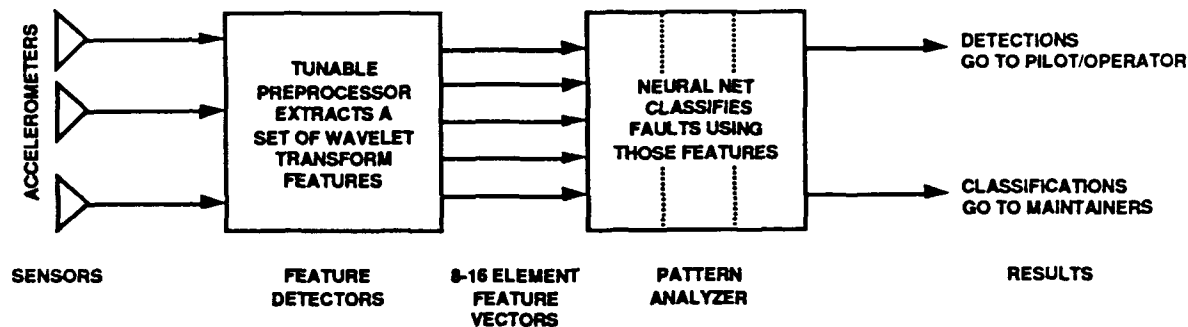 ACCELEROMETERS
TUNABLE
PREPROCESSOR
EXTRACTS A
SET OF WAVELET
TRANSFORM
FEATURES
NEURAL NET
CLASSIFIES
FAULTS USING
THOSE FEATURES
DETECTIONS
GO TO PILOT/OPERATOR
CLASSIFICATIONS
GO TO MAINTAINERS
SENSORS
FEATURE
DETECTORS
8-16 ELEMENT
FEATURE
VECTORS
PATTERN
ANALYZER
RESULTS